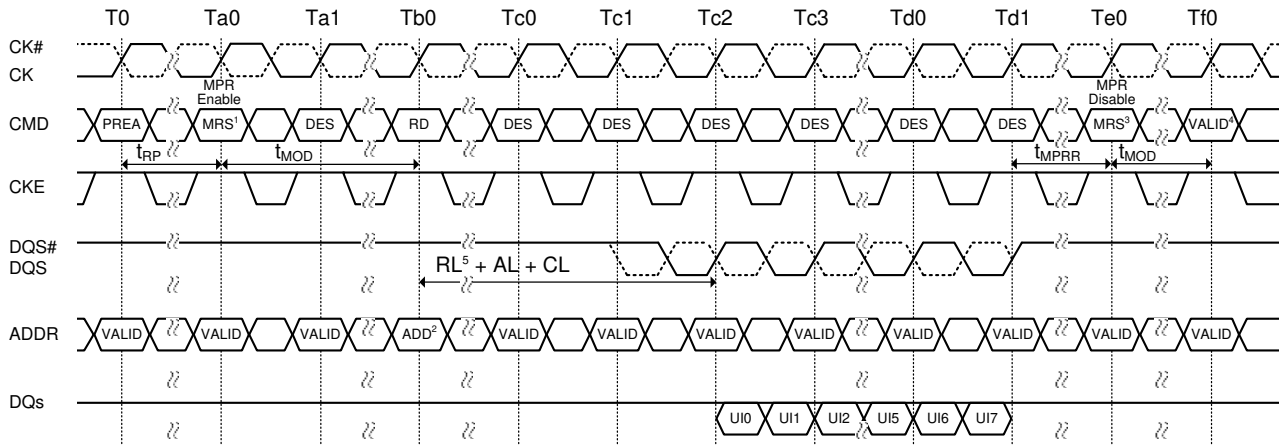 T0 Ta0 Ta1 Tb0 Tc0 Tc1 Tc2 Tc3 Td0 Td1 Te0 Tf0
CK#
CK
MPR Enable
MPR Disable
CMD PREA MRS¹ DES RD DES DES DES DES DES DES MRS³ VALID⁴
tRP tMOD tMPRR tMOD
CKE
DQS#
DQS
RL⁵ + AL + CL
ADDR VALID VALID VALID ADD² VALID VALID VALID VALID VALID VALID VALID VALID
DQs UI0 UI1 UI2 UI5 UI6 UI7